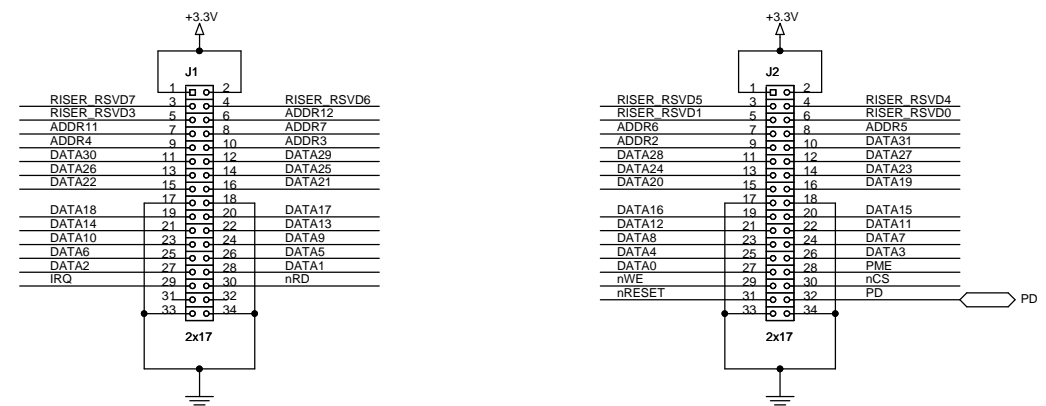 +3.3V
J1
1 2
RISER_RSVD7 3 4 RISER_RSVD6
RISER_RSVD3 5 6 ADDR12
ADDR11 7 8 ADDR7
ADDR4 9 10 ADDR3
DATA30 11 12 DATA29
DATA26 13 14 DATA25
DATA22 15 16 DATA21
17 18
DATA18 19 20 DATA17
DATA14 21 22 DATA13
DATA10 23 24 DATA9
DATA6 25 26 DATA5
DATA2 27 28 DATA1
IRQ 29 30 nRD
31 32
33 34
2x17
+3.3V
J2
1 2
RISER_RSVD5 3 4 RISER_RSVD4
RISER_RSVD1 5 6 RISER_RSVD0
ADDR6 7 8 ADDR5
ADDR2 9 10 DATA31
DATA28 11 12 DATA27
DATA24 13 14 DATA23
DATA20 15 16 DATA19
17 18
DATA16 19 20 DATA15
DATA12 21 22 DATA11
DATA8 23 24 DATA7
DATA4 25 26 DATA3
DATA0 27 28 PME
nWE 29 30 nCS
nRESET 31 32 PD PD
33 34
2x17